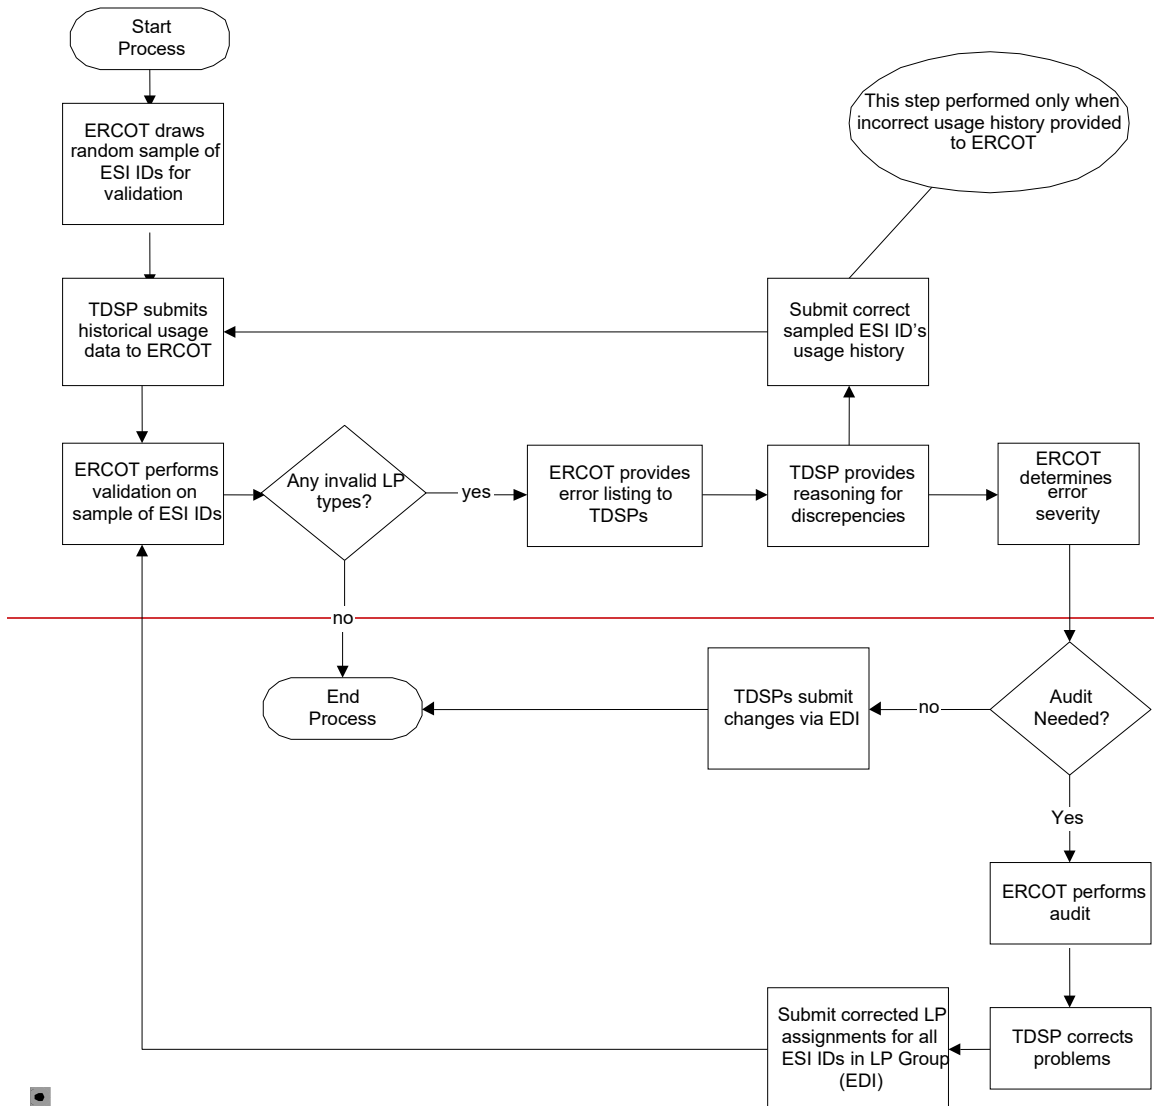 Start
Process
This step performed only when
incorrect usage history provided
to ERCOT
ERCOT draws
random sample of
ESI IDs for
validation
TDSP submits
historical usage
data to ERCOT
Submit correct
sampled ESI ID’s
usage history
ERCOT performs
validation on
sample of ESI IDs
Any invalid LP
types?
yes
ERCOT provides
error listing to
TDSPs
TDSP provides
reasoning for
discrepencies
ERCOT
determines
error
severity
no
End
Process
TDSPs submit
changes via EDI
no
Audit
Needed?
Yes
ERCOT performs
audit
Submit corrected LP
assignments for all
ESI IDs in LP Group
(EDI)
TDSP corrects
problems